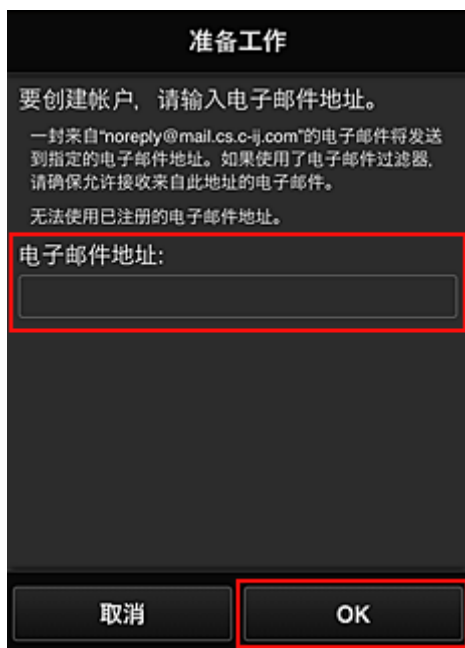 准备工作
要创建帐户，请输入电子邮件地址。
一封来自"noreply@mail.cs.c-ij.com"的电子邮件将发送
到指定的电子邮件地址。如果使用了电子邮件过滤器，
请确保允许接收来自此地址的电子邮件。
无法使用已注册的电子邮件地址。
电子邮件地址:
取消
OK